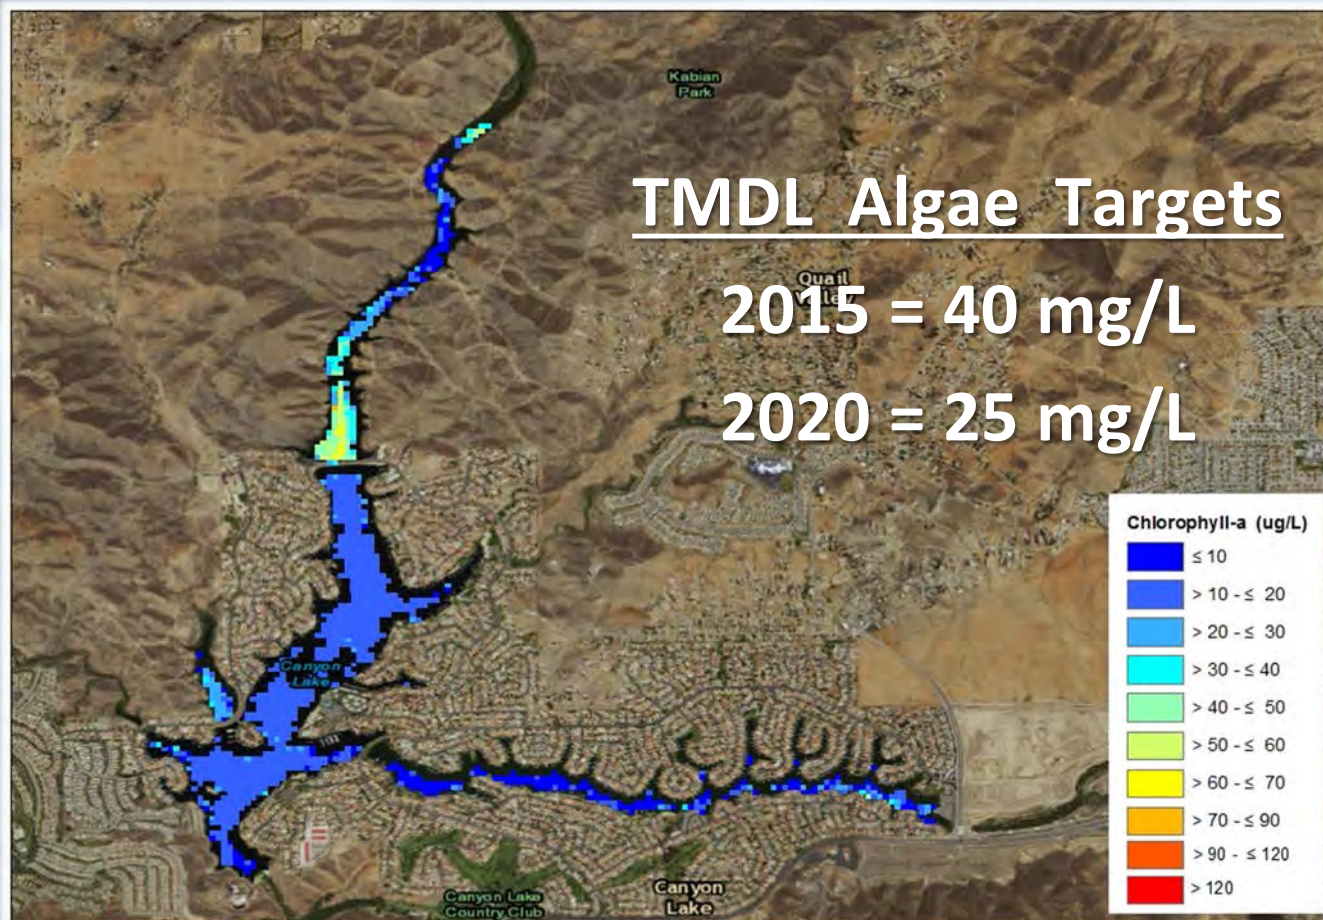 Kabian
Park
TMDL Algae Targets
Quail
2015 = 40 mg/L
2020 = 25 mg/L
Chlorophyll-a (ug/L)
≤ 10
> 10 - ≤ 20
> 20 - ≤ 30
> 30 - ≤ 40
> 40 - ≤ 50
> 50 - ≤ 60
> 60 - ≤ 70
> 70 - ≤ 90
> 90 - ≤ 120
> 120
Canyon
Lake
Canyon Lake
Country Club
Canyon
Lake